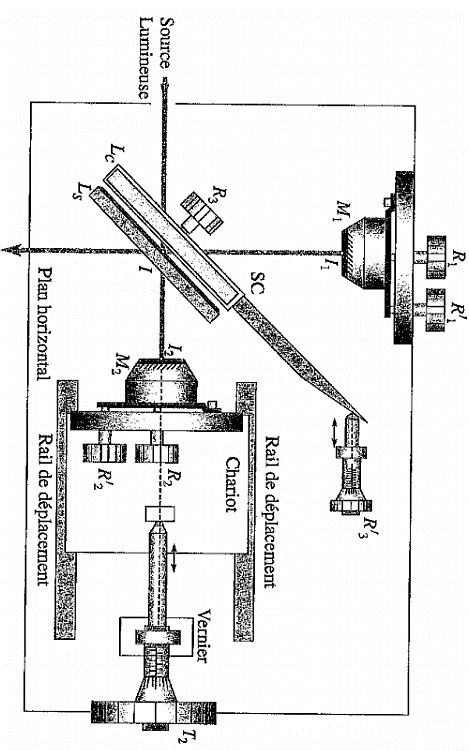 Source
Lumineuse
L_C
L_S
R_3
M_1
I_1
R_1
R'_1
SC
I
I_2
M_2
Plan horizontal
Rail de déplacement
R'_2
R_2
Chariot
Rail de déplacement
R'_3
Vernier
T_2